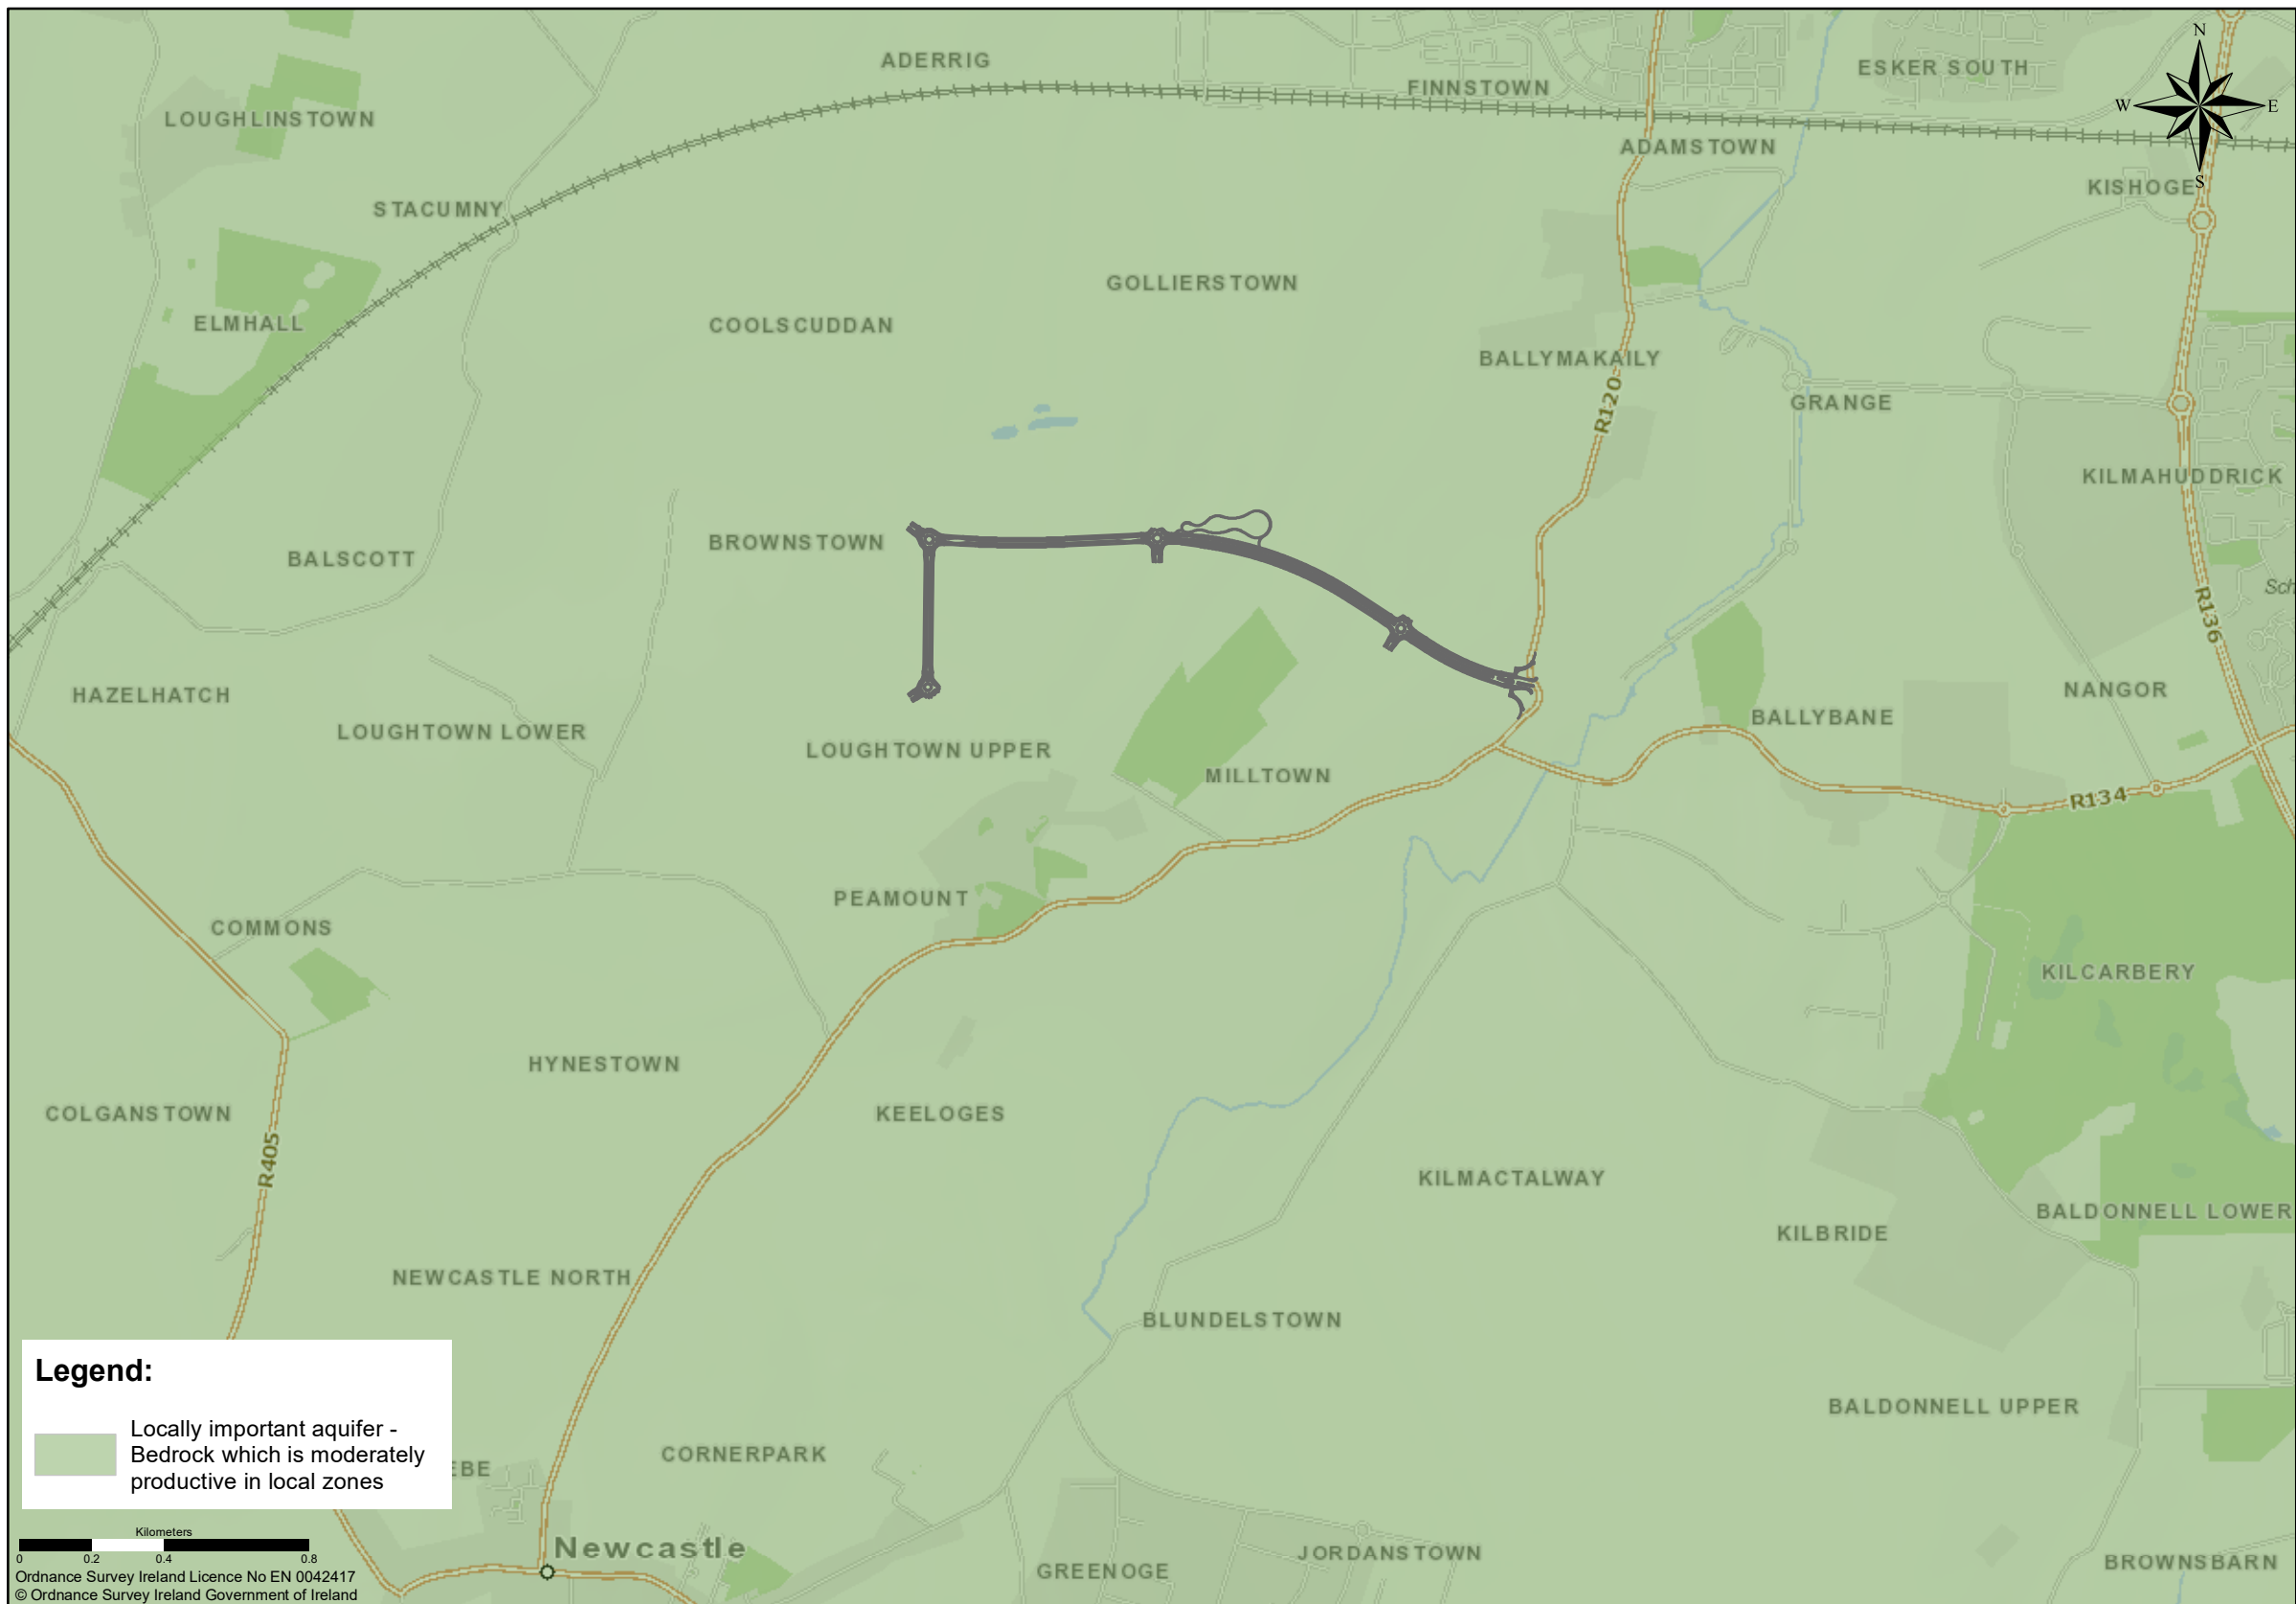 N
ADERRIG
ESKER SOUTH
FINNSTOWN
W
E
LOUGHLINSTOWN
ADAMSTOWN
S
KISHOGE
STACUMNY
GOLLIERSTOWN
ELMHALL
COOLSCUDDAN
BALLYMAKAILY
R120
GRANGE
KILMAHUDDRICK
BROWNSTOWN
BALSCOTT
Sch
R136
HAZELHATCH
NANGOR
BALLYBANE
LOUGHTOWN LOWER
LOUGHTOWN UPPER
MILLTOWN
R134
PEAMOUNT
COMMONS
KILCARBERY
HYNESTOWN
COLGANSTOWN
KEELOGES
R405
KILMACTALWAY
BALDONNELL LOWER
KILBRIDE
NEWCASTLE NORTH
BLUNDELSTOWN
Legend:
BALDONNELL UPPER
Locally important aquifer -
Bedrock which is moderately
productive in local zones
EBE
CORNERPARK
Kilometers
0 0.2 0.4 0.8
Newcastle
JORDANSTOWN
BROWNSBARN
GREENOGE
Ordnance Survey Ireland Licence No EN 0042417
© Ordnance Survey Ireland Government of Ireland